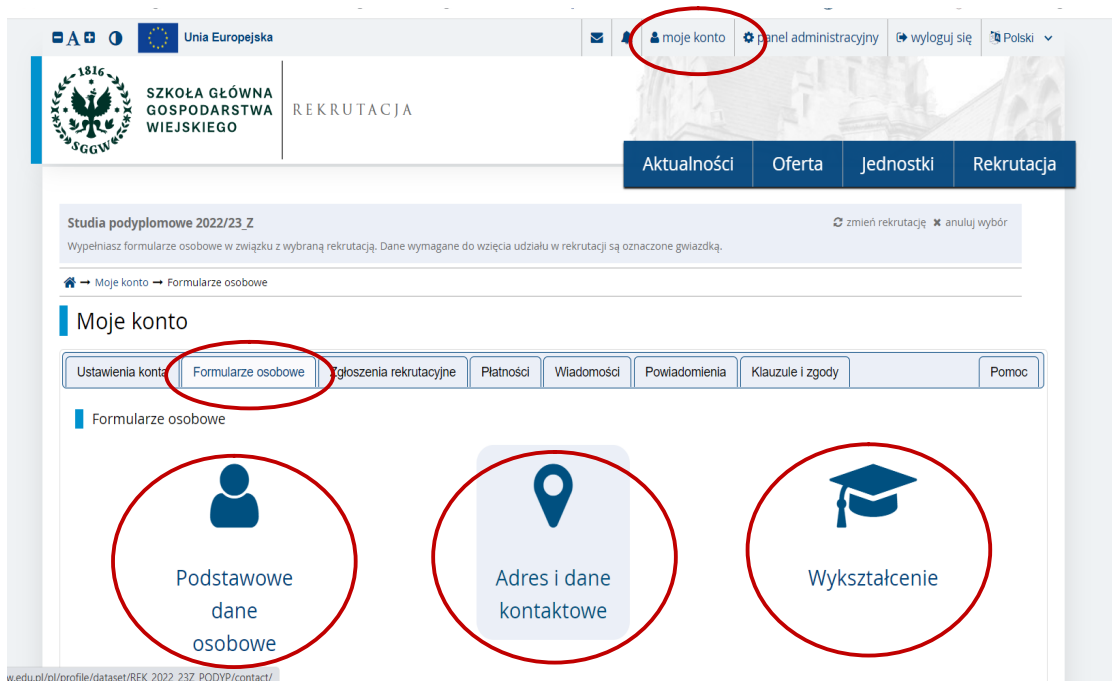 A Unia Europejska moje konto panel administracyjny wyloguj się Polski
1816
SGGW
SZKOŁA GŁÓWNA
GOSPODARSTWA
WIEJSKIEGO
REKRUTACJA
Aktualności Oferta Jednostki Rekrutacja
Studia podyplomowe 2022/23_Z zmień rekrutację anuluj wybór
Wypełniasz formularze osobowe w związku z wybraną rekrutacją. Dane wymagane do wzięcia udziału w rekrutacji są oznaczone gwiazdką.
→ Moje konto → Formularze osobowe
Moje konto
Ustawienia konta Formularze osobowe Zgłoszenia rekrutacyjne Płatności Wiadomości Powiadomienia Klauzule i zgody Pomoc
Formularze osobowe
Podstawowe
dane
osobowe
Adres i dane
kontaktowe
Wykształcenie
w.edu.pl/pl/profile/dataset/REK_2022_23Z_PODYP/contact/